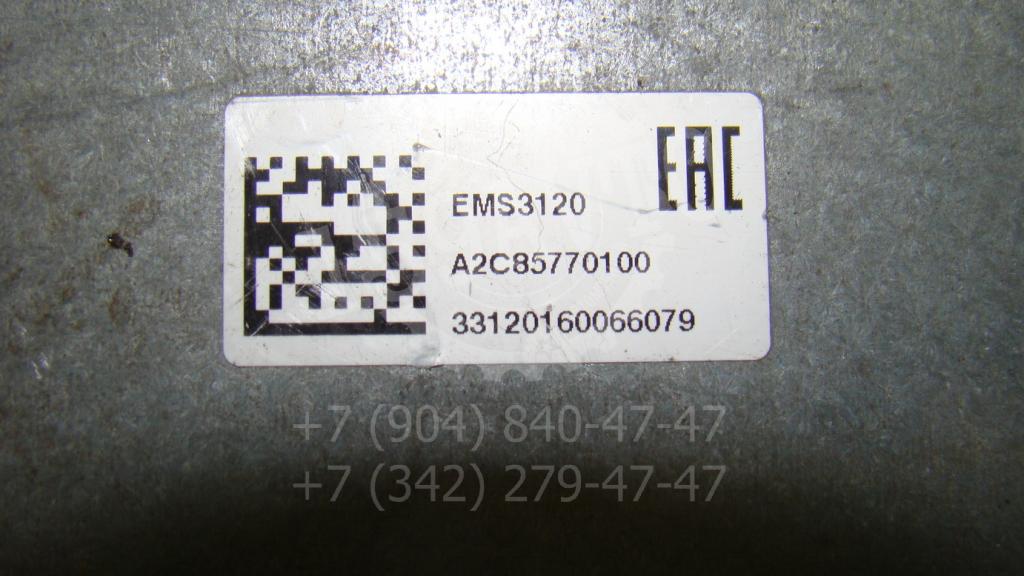 EAC
EMS3120
A2C85770100
33120160066079
+7 (904) 840-47-47
+7 (342) 279-47-47